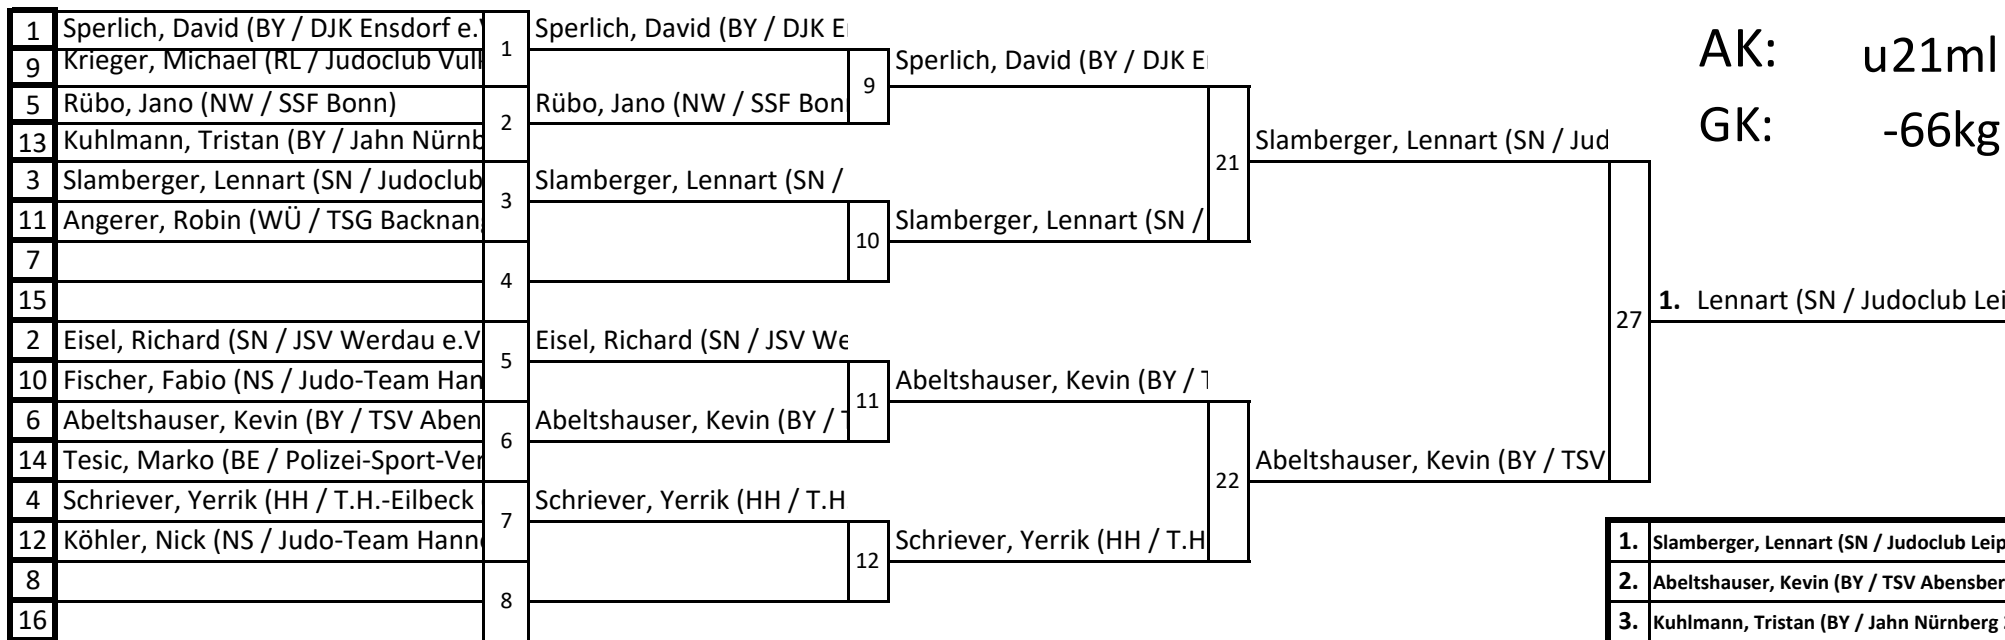 1 Sperlich, David (BY / DJK Ensdorf e.V
9 Krieger, Michael (RL / Judoclub Vulk
5 Rübo, Jano (NW / SSF Bonn)
13 Kuhlmann, Tristan (BY / Jahn Nürnb
3 Slamberger, Lennart (SN / Judoclub
11 Angerer, Robin (WÜ / TSG Backnang
7
15
2 Eisel, Richard (SN / JSV Werdau e.V
10 Fischer, Fabio (NS / Judo-Team Han
6 Abeltshauser, Kevin (BY / TSV Aben
14 Tesic, Marko (BE / Polizei-Sport-Ver
4 Schriever, Yerrik (HH / T.H.-Eilbeck
12 Köhler, Nick (NS / Judo-Team Hanno
8
16
1
2
3
4
5
6
7
8
Sperlich, David (BY / DJK E
Rübo, Jano (NW / SSF Bon
Slamberger, Lennart (SN /
Eisel, Richard (SN / JSV We
Abeltshauser, Kevin (BY / T
Schriever, Yerrik (HH / T.H
9
10
11
12
Sperlich, David (BY / DJK E
Slamberger, Lennart (SN /
Abeltshauser, Kevin (BY / T
Schriever, Yerrik (HH / T.H
21
22
Slamberger, Lennart (SN / Jud
Abeltshauser, Kevin (BY / TSV
27
1. Lennart (SN / Judoclub Lei
AK: u21ml
GK: -66kg
1. Slamberger, Lennart (SN / Judoclub Leip
2. Abeltshauser, Kevin (BY / TSV Abensber
3. Kuhlmann, Tristan (BY / Jahn Nürnberg